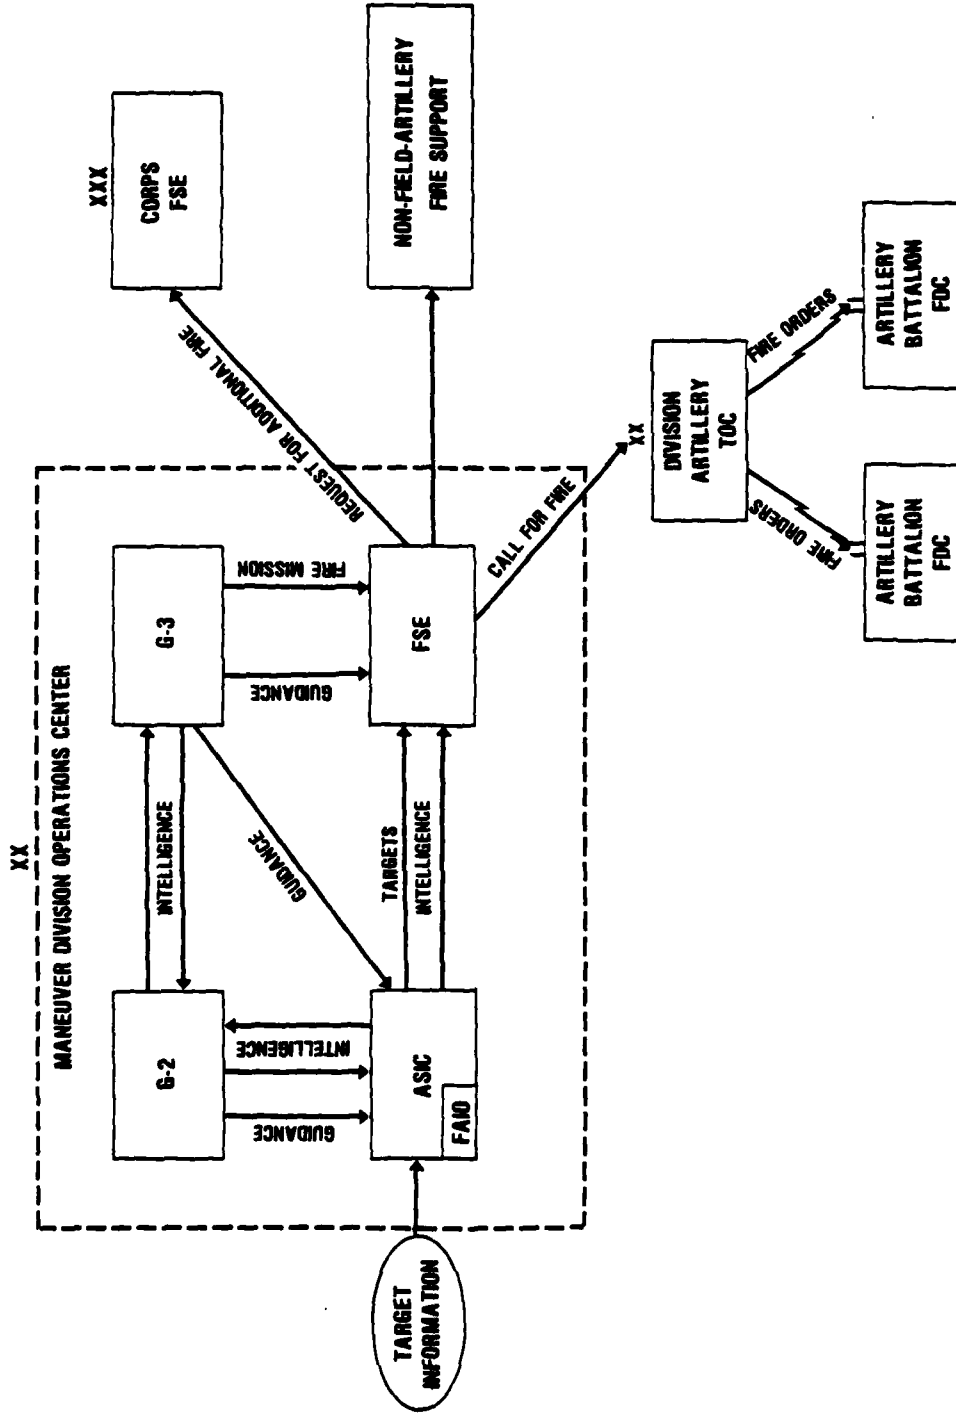 XX
MANEUVER DIVISION OPERATIONS CENTER
XXX
G-2
INTELLIGENCE
G-3
CORPS
FSE
GUIDANCE
INTELLIGENCE
GUIDANCE
GUIDANCE
FIRE MISSION
REQUEST FOR ADDITIONAL FIRE
TARGET
INFORMATION
ASIC
FAIO
TARGETS
INTELLIGENCE
FSE
NON-FIELD-ARTILLERY
FIRE SUPPORT
CALL FOR FIRE
XX
DIVISION
ARTILLERY
TOC
FIRE ORDERS
FIRE ORDERS
ARTILLERY
BATTALION
FDC
ARTILLERY
BATTALION
FDC